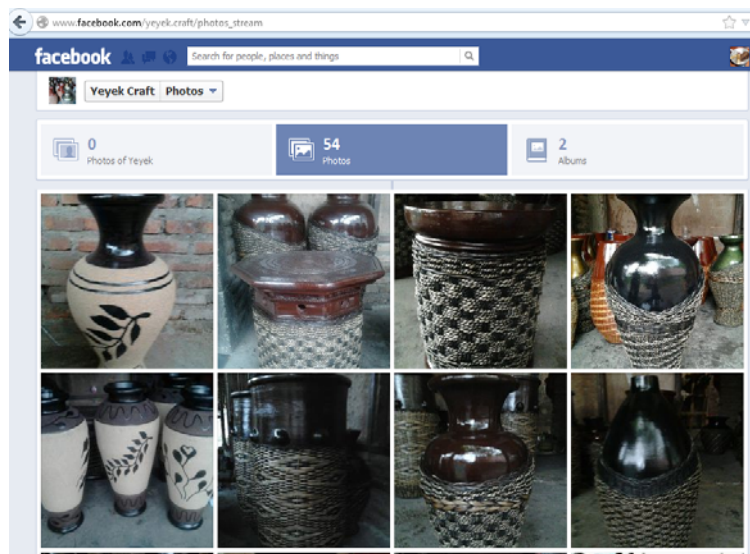 www.facebook.com/yeyek.craft/photos_stream
facebook
Search for people, places and things
Yeyek Craft Photos
0
Photos of Yeyek
54
Photos
2
Albums